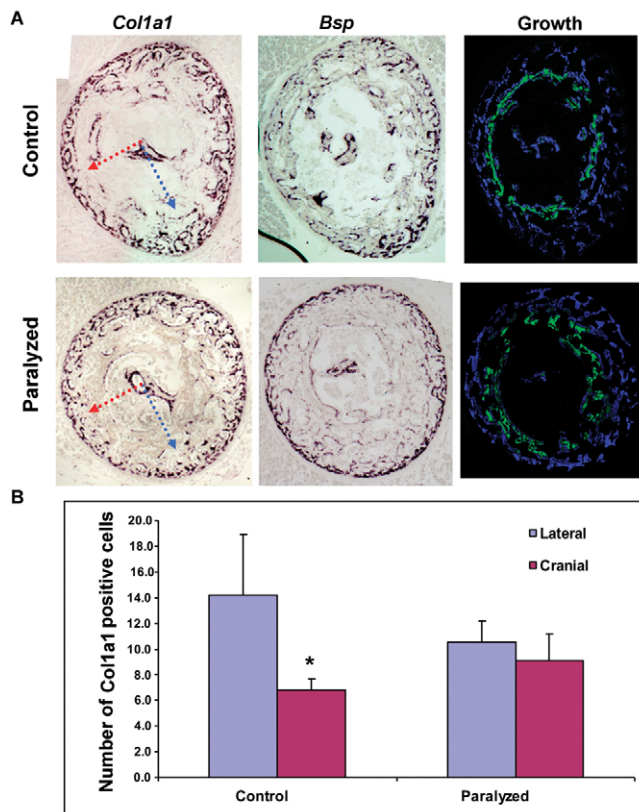 A
Col1a1 Bsp Growth
Control
Paralyzed
B
Number of Col1a1 positive cells
20.0
18.0
16.0
14.0
12.0
10.0
8.0
6.0
4.0
2.0
0.0
Lateral
Cranial
*
Control Paralyzed